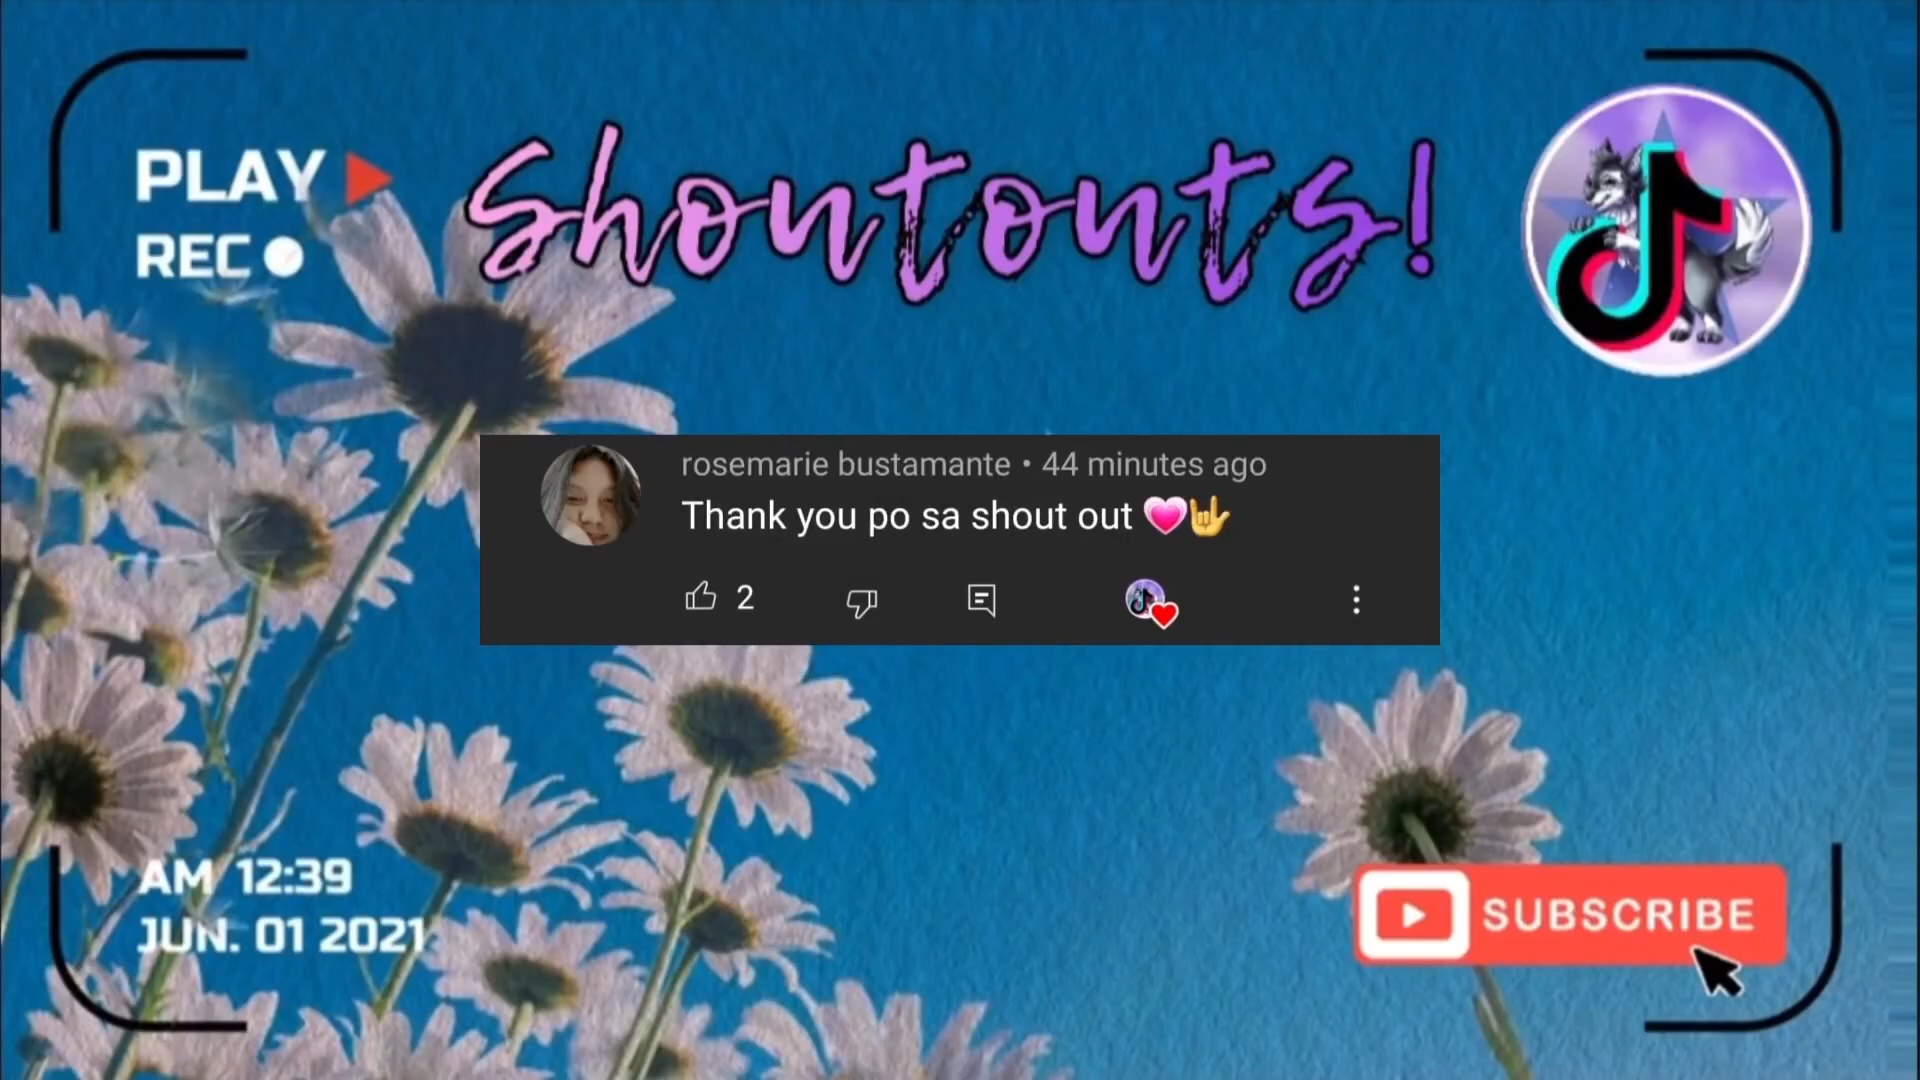 PLAY
REC
Shoutouts!
rosemarie bustamante • 44 minutes ago
Thank you po sa shout out 💗🤟
2
AM 12:39
JUN. 01 2021
SUBSCRIBE